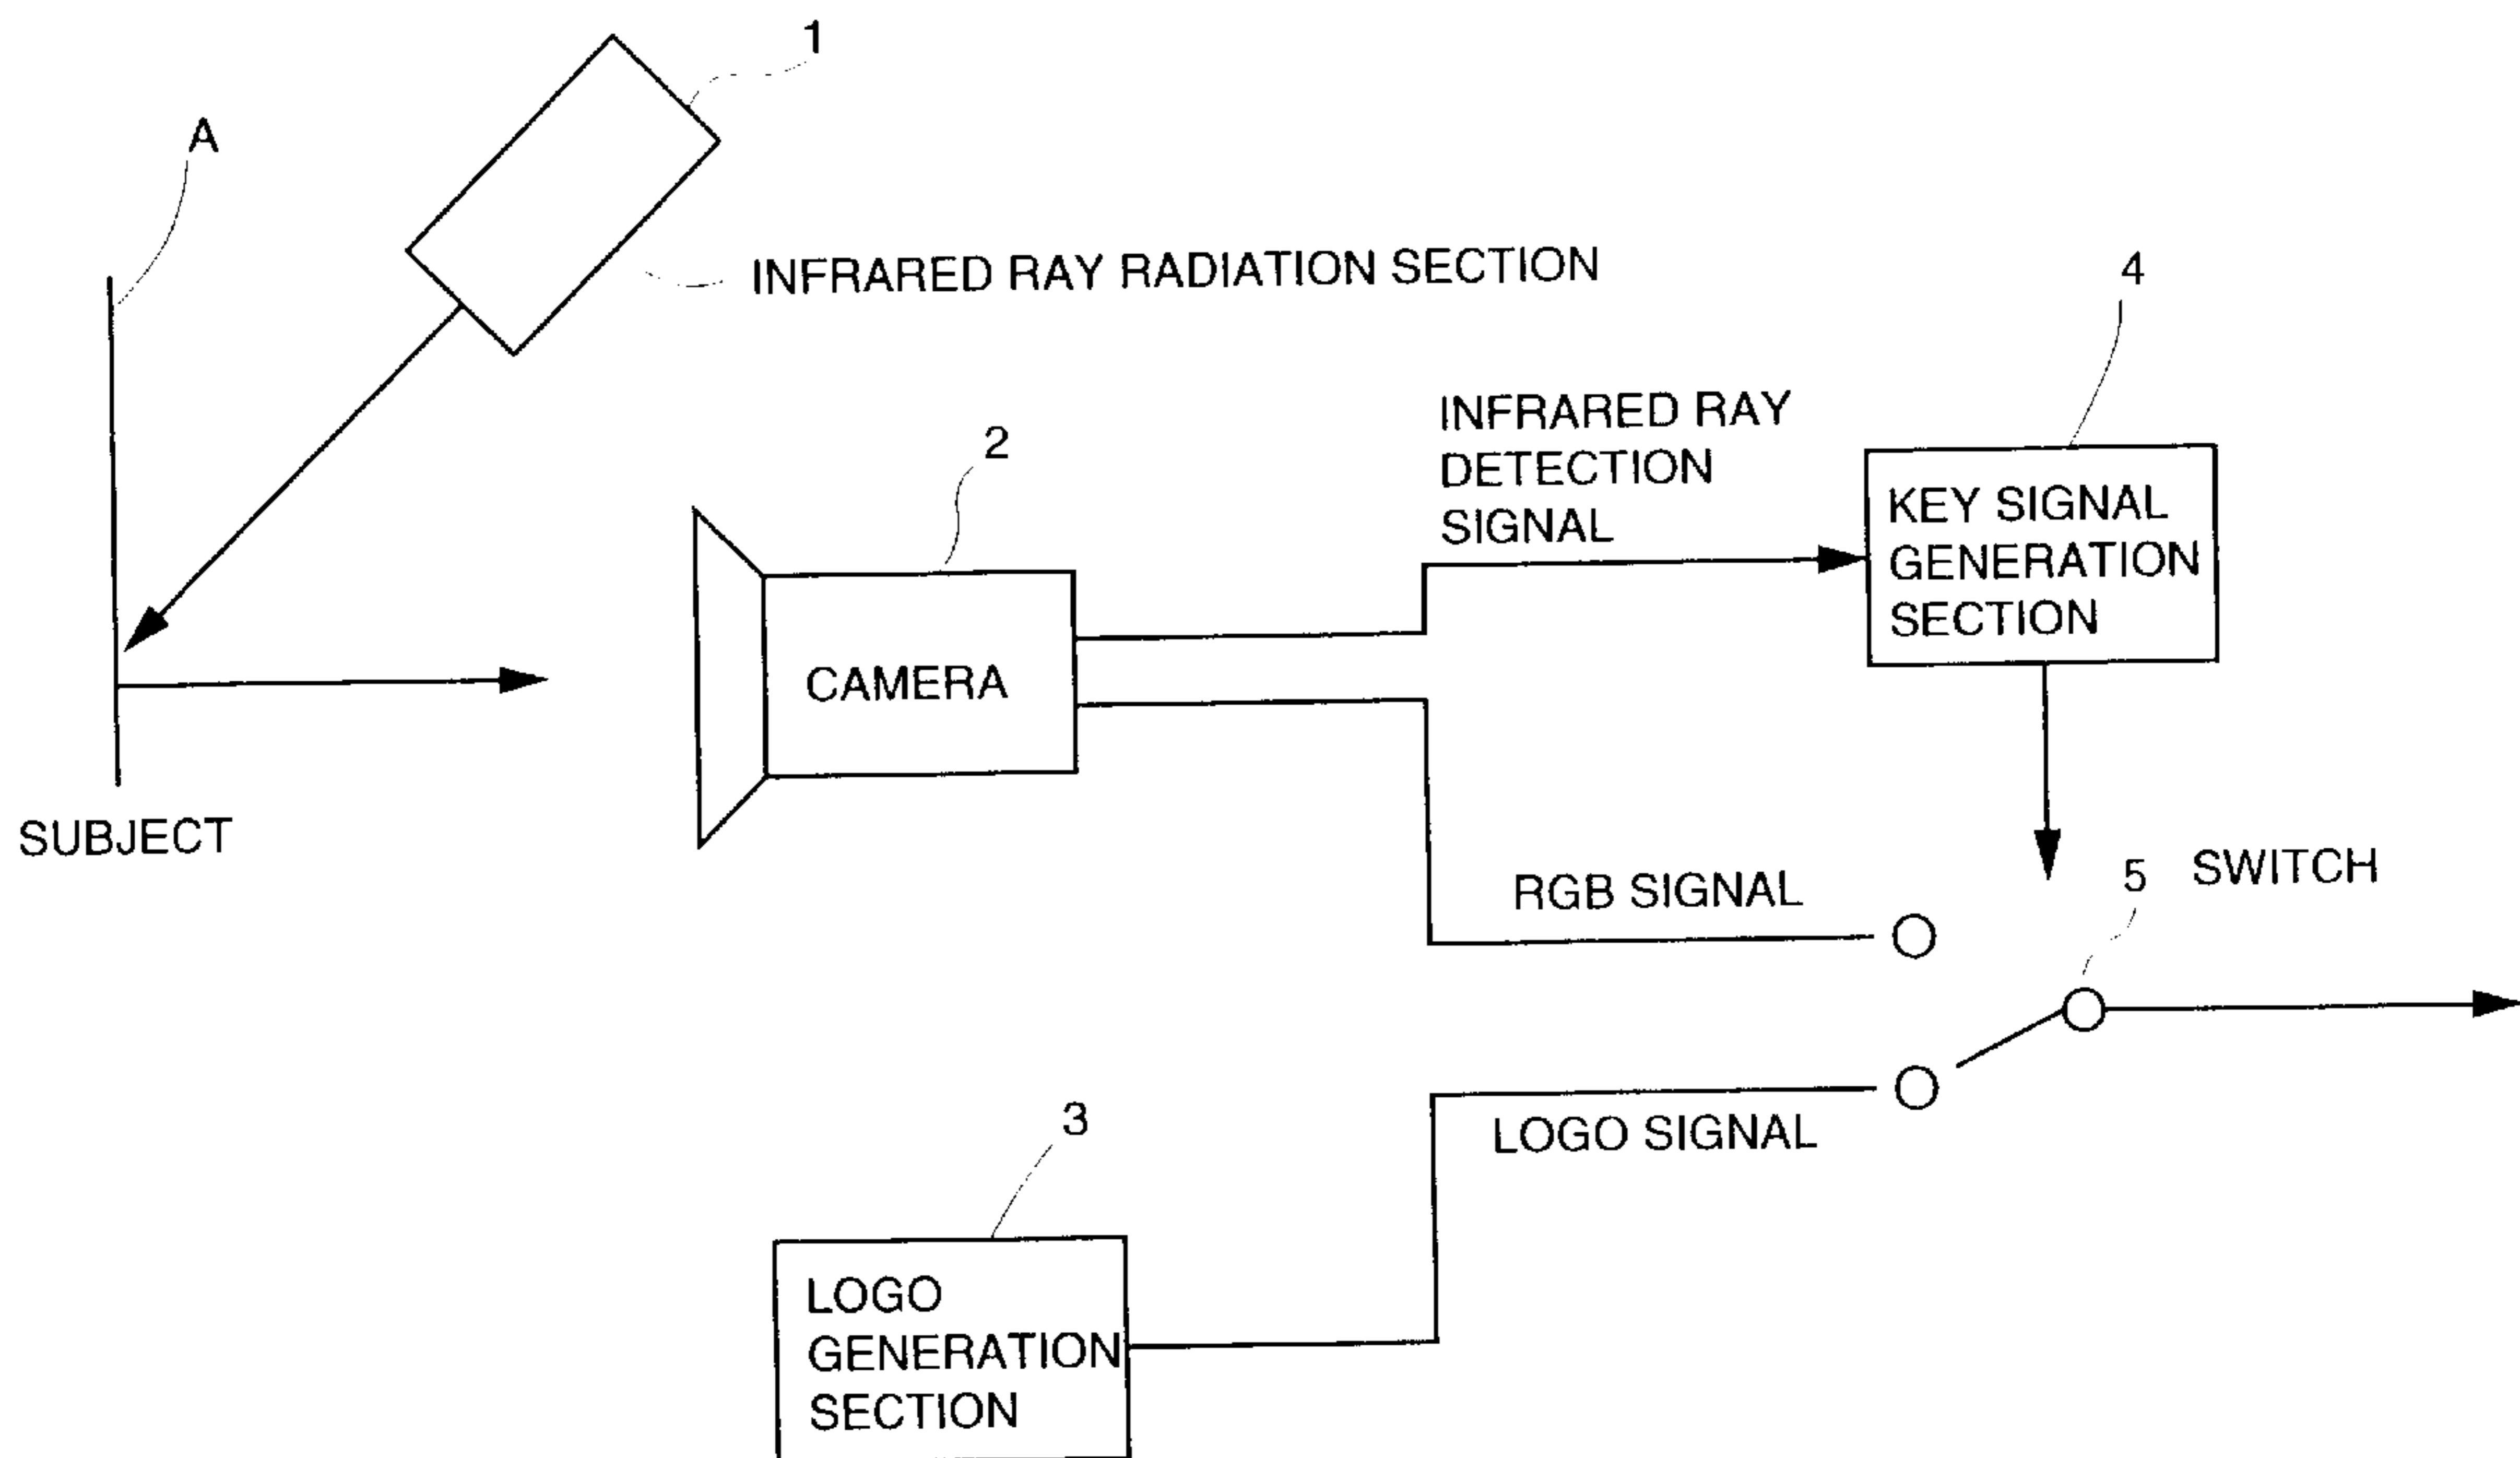 1
A
INFRARED RAY RADIATION SECTION
4
INFRARED RAY
DETECTION
SIGNAL
2
KEY SIGNAL
GENERATION
SECTION
CAMERA
SUBJECT
RGB SIGNAL
5 SWITCH
LOGO SIGNAL
3
LOGO
GENERATION
SECTION